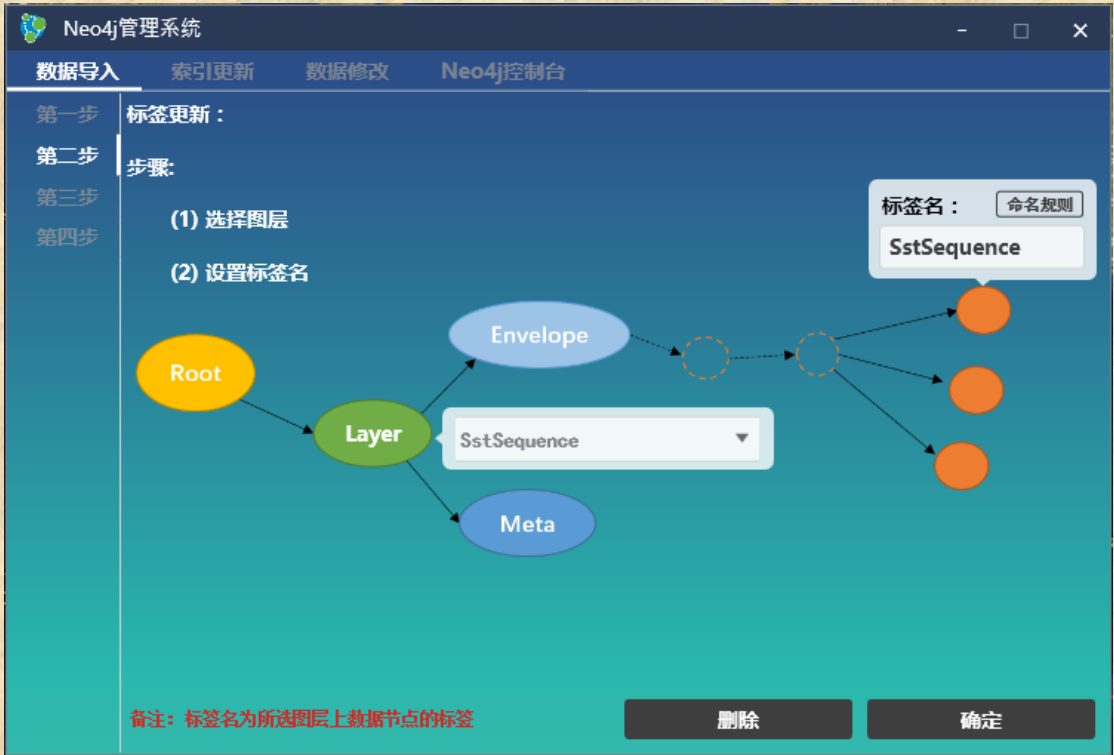 Neo4j管理系统
数据导入 索引更新 数据修改 Neo4j控制台
第一步
第二步
第三步
第四步
标签更新：
步骤:
(1) 选择图层
(2) 设置标签名
标签名： 命名规则
SstSequence
Root
Envelope
Layer
SstSequence
Meta
备注：标签名为所选图层上数据节点的标签
删除
确定